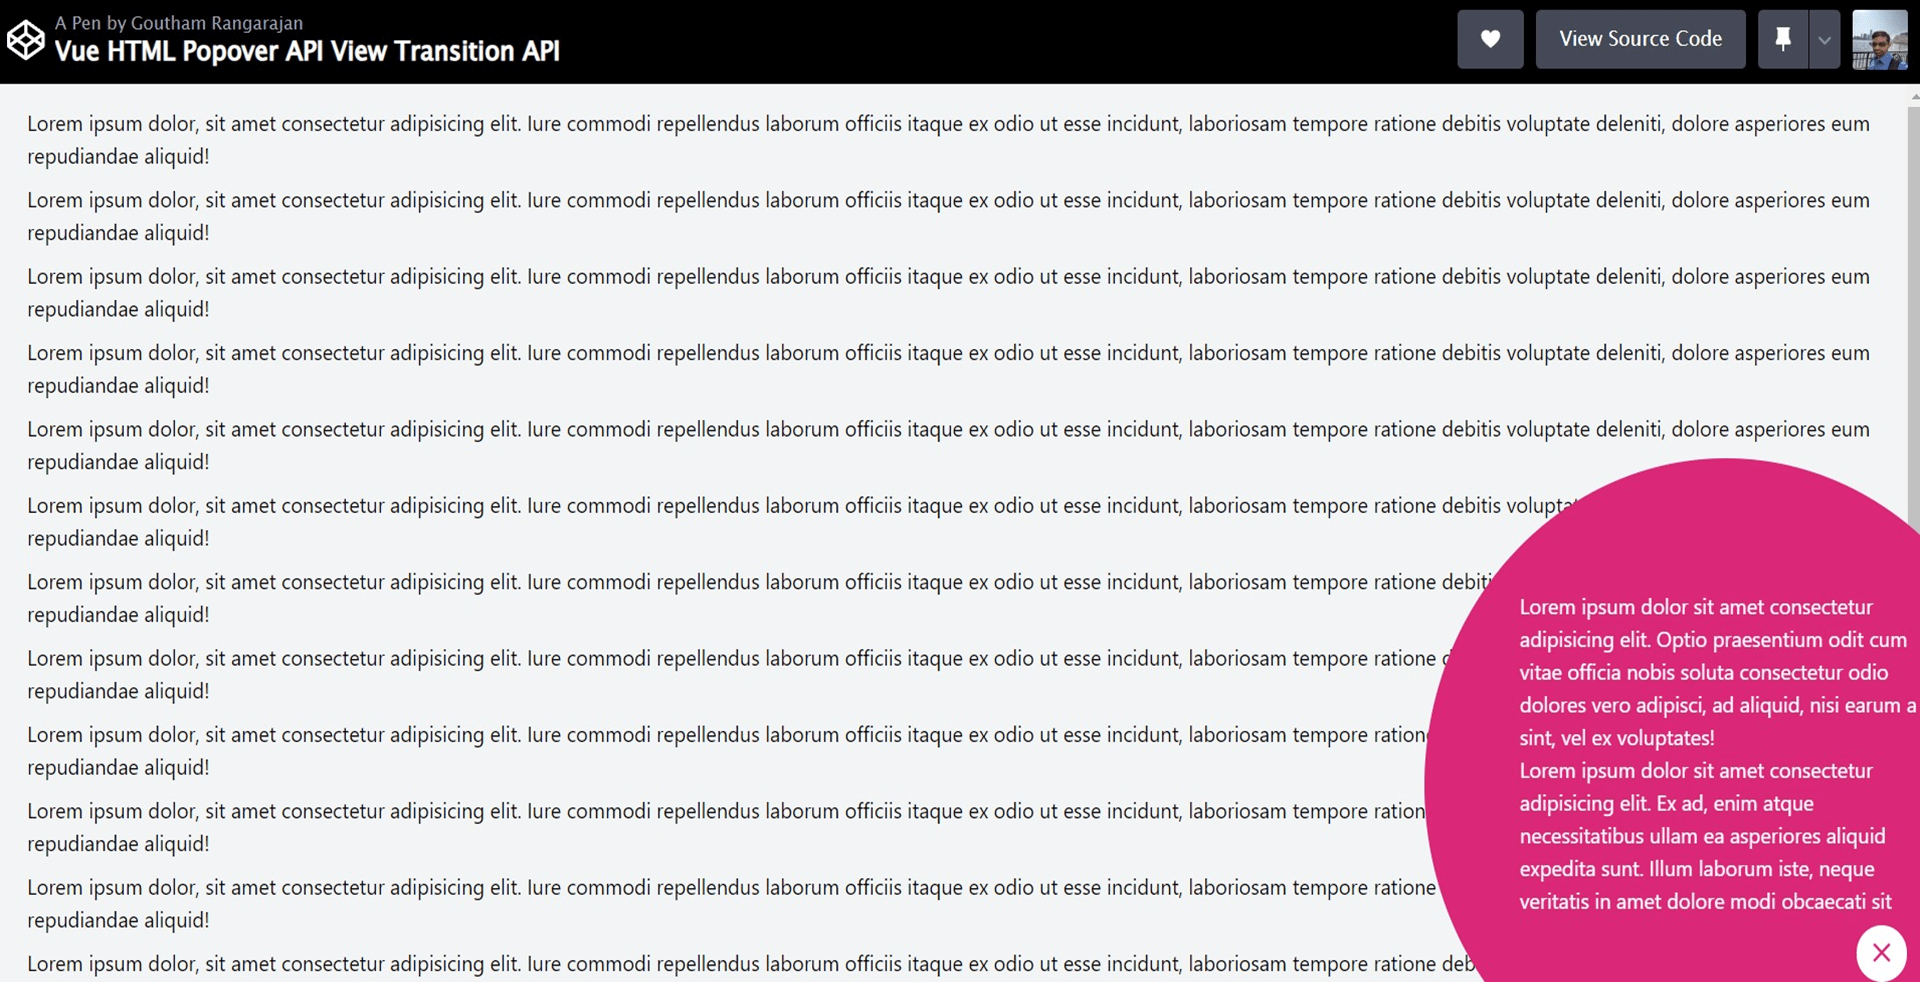 A Pen by Goutham Rangarajan
Vue HTML Popover API View Transition API
View Source Code
Lorem ipsum dolor, sit amet consectetur adipisicing elit. Iure commodi repellendus laborum officiis itaque ex odio ut esse incidunt, laboriosam tempore ratione debitis voluptate deleniti, dolore asperiores eum
repudiandae aliquid!
Lorem ipsum dolor, sit amet consectetur adipisicing elit. Iure commodi repellendus laborum officiis itaque ex odio ut esse incidunt, laboriosam tempore ratione debitis voluptate deleniti, dolore asperiores eum
repudiandae aliquid!
Lorem ipsum dolor, sit amet consectetur adipisicing elit. Iure commodi repellendus laborum officiis itaque ex odio ut esse incidunt, laboriosam tempore ratione debitis voluptate deleniti, dolore asperiores eum
repudiandae aliquid!
Lorem ipsum dolor, sit amet consectetur adipisicing elit. Iure commodi repellendus laborum officiis itaque ex odio ut esse incidunt, laboriosam tempore ratione debitis voluptate deleniti, dolore asperiores eum
repudiandae aliquid!
Lorem ipsum dolor, sit amet consectetur adipisicing elit. Iure commodi repellendus laborum officiis itaque ex odio ut esse incidunt, laboriosam tempore ratione debitis voluptate deleniti, dolore asperiores eum
repudiandae aliquid!
Lorem ipsum dolor, sit amet consectetur adipisicing elit. Iure commodi repellendus laborum officiis itaque ex odio ut esse incidunt, laboriosam tempore ratione debitis
repudiandae aliquid!
Lorem ipsum dolor, sit amet consectetur adipisicing elit. Iure commodi repellendus laborum officiis itaque ex odio ut esse incidunt, laboriosam tempore ratione
repudiandae aliquid!
Lorem ipsum dolor, sit amet consectetur adipisicing elit. Iure commodi repellendus laborum officiis itaque ex odio ut esse incidunt, laboriosam tempore ratione
repudiandae aliquid!
Lorem ipsum dolor, sit amet consectetur adipisicing elit. Iure commodi repellendus laborum officiis itaque ex odio ut esse incidunt, laboriosam tempore
repudiandae aliquid!
Lorem ipsum dolor, sit amet consectetur adipisicing elit. Iure commodi repellendus laborum officiis itaque ex odio ut esse incidunt, laboriosam tempore
repudiandae aliquid!
Lorem ipsum dolor, sit amet consectetur adipisicing elit. Iure commodi repellendus laborum officiis itaque ex odio ut esse incidunt, laboriosam tempore ratione
repudiandae aliquid!
Lorem ipsum dolor, sit amet consectetur adipisicing elit. Iure commodi repellendus laborum officiis itaque ex odio ut esse incidunt, laboriosam tempore ratione
Lorem ipsum dolor sit amet consectetur
adipisicing elit. Optio praesentium odit cum
vitae officia nobis soluta consectetur odio
dolores vero adipisci, ad aliquid, nisi earum a
sint, vel ex voluptates!
Lorem ipsum dolor sit amet consectetur
adipisicing elit. Ex ad, enim atque
necessitatibus ullam ea asperiores aliquid
expedita sunt. Illum laborum iste, neque
veritatis in amet dolore modi obcaecati sit